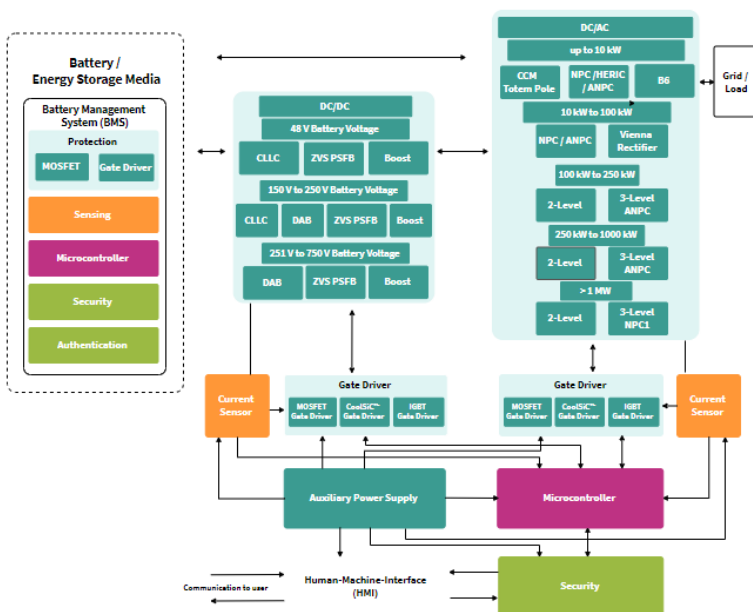 Battery /
Energy Storage Media
Battery Management
System (BMS)
Protection
MOSFET
Gate Driver
Sensing
Microcontroller
Security
Authentication
DC/DC
48 V Battery Voltage
CLLC
ZVS PSFB
Boost
150 V to 250 V Battery Voltage
CLLC
DAB
ZVS PSFB
Boost
251 V to 750 V Battery Voltage
DAB
ZVS PSFB
Boost
DC/AC
up to 10 kW
CCM
Totem Pole
NPC /HERIC
/ ANPC
B6
10 kW to 100 kW
NPC / ANPC
Vienna
Rectifier
100 kW to 250 kW
2-Level
3-Level
ANPC
250 kW to 1000 kW
2-Level
3-Level
ANPC
> 1 MW
2-Level
3-Level
NPC1
Grid /
Load
Current
Sensor
Gate Driver
MOSFET
Gate Driver
CoolSiC™
Gate Driver
IGBT
Gate Driver
Gate Driver
MOSFET
Gate Driver
CoolSiC™
Gate Driver
IGBT
Gate Driver
Current
Sensor
Auxiliary Power Supply
Microcontroller
Communication to user
Human-Machine-Interface
(HMI)
Security